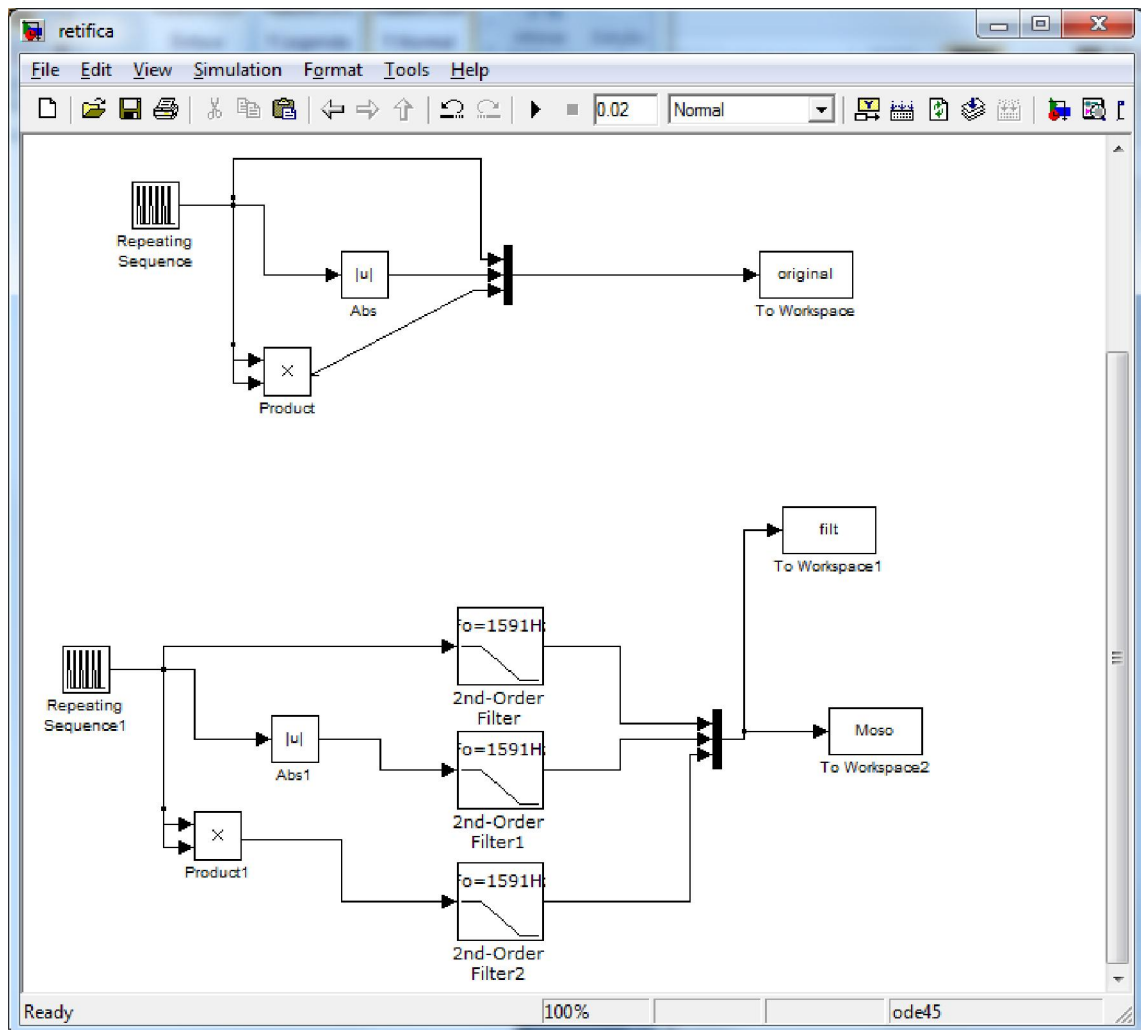 retifica
File Edit View Simulation Format Tools Help
0.02 Normal
Repeating
Sequence
|u|
Abs
original
To Workspace
×
Product
filt
To Workspace1
Fo=1591Hz
2nd-Order
Filter
Repeating
Sequence1
|u|
Abs1
Fo=1591Hz
2nd-Order
Filter1
Moso
To Workspace2
×
Product1
Fo=1591Hz
2nd-Order
Filter2
Ready 100% ode45